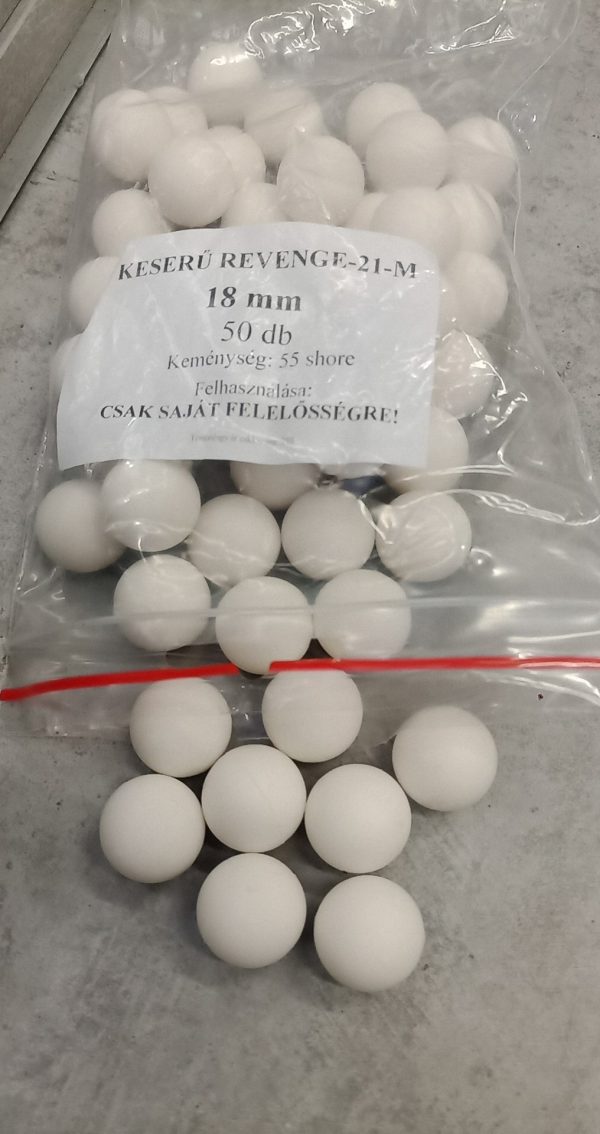 KESERŰ REVENGE-21-M
18 mm
50 db
Keménység: 55 shore
Felhasználása:
CSAK SAJÁT FELELŐSSÉGRE!